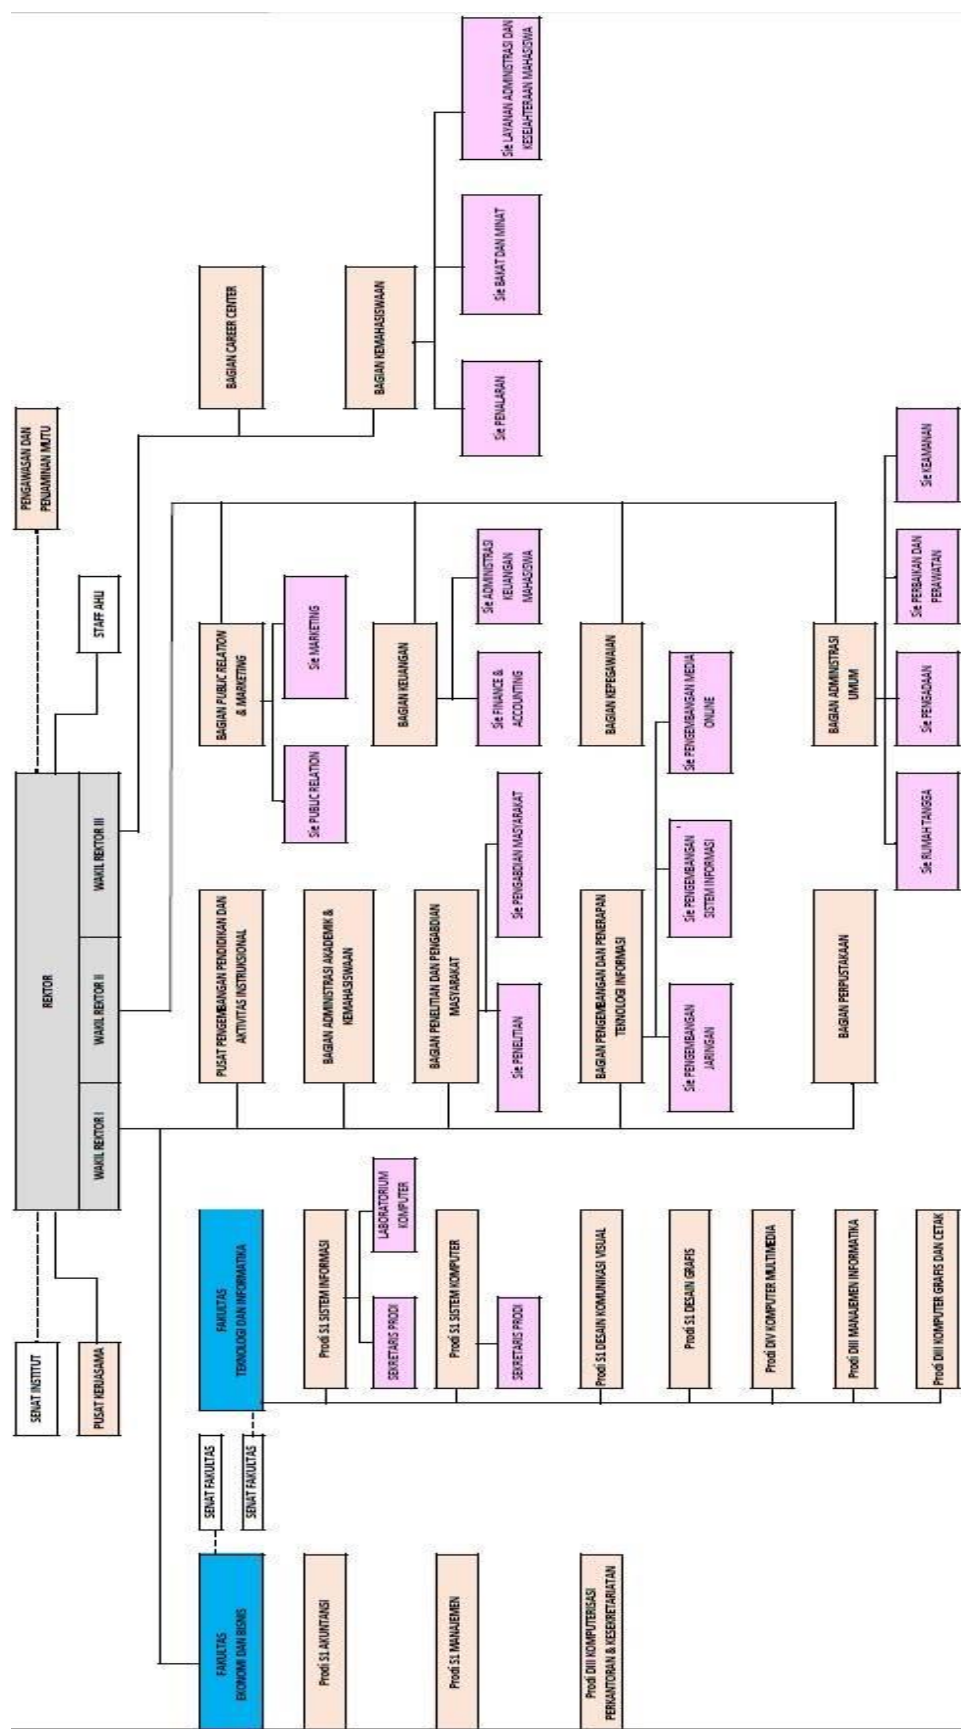 REKTOR
WAKIL REKTOR I
WAKIL REKTOR II
WAKIL REKTOR III
SENAT INSTITUT
PUSAT KERJASAMA
PENGAWASAN DAN
PENJAMINAN MUTU
STAFF AHLI
FAKULTAS
EKONOMI DAN BISNIS
SENAT FAKULTAS
SENAT FAKULTAS
FAKULTAS
TEKNOLOGI DAN INFORMATIKA
Prodi S1 AKUNTANSI
Prodi S1 MANAJEMEN
Prodi DIII KOMPUTERISASI
PERKANTORAN & KESEKRETARIATAN
Prodi S1 SISTEM INFORMASI
SEKRETARIS PRODI
LABORATORIUM
KOMPUTER
Prodi S1 SISTEM KOMPUTER
SEKRETARIS PRODI
Prodi S1 DESAIN KOMUNIKASI VISUAL
Prodi S1 DESAIN GRAFIS
Prodi DIV KOMPUTER MULTIMEDIA
Prodi DIII MANAJEMEN INFORMATIKA
Prodi DIII KOMPUTER GRAFIS DAN CETAK
PUSAT PENGEMBANGAN PENDIDIKAN DAN
AKTIVITAS INSTRUKSIONAL
BAGIAN ADMINISTRASI AKADEMIK &
KEMAHASISWAAN
BAGIAN PENELITIAN DAN PENGABDIAN
MASYARAKAT
Sie PENELITIAN
Sie PENGABDIAN MASYARAKAT
BAGIAN PENGEMBANGAN DAN PENERAPAN
TEKNOLOGI INFORMASI
Sie PENGEMBANGAN
JARINGAN
Sie PENGEMBANGAN
SISTEM INFORMASI
Sie PENGEMBANGAN MEDIA
ONLINE
BAGIAN PERPUSTAKAAN
BAGIAN PUBLIC RELATION
& MARKETING
Sie PUBLIC RELATION
Sie MARKETING
BAGIAN KEUANGAN
Sie FINANCE &
ACCOUNTING
Sie ADMINISTRASI
KEUANGAN
MAHASISWA
BAGIAN KEPEGAWAIAN
BAGIAN ADMINISTRASI
UMUM
Sie RUMAH TANGGA
Sie PENGADAAN
Sie PERBAIKAN DAN
PERAWATAN
Sie KEAMANAN
BAGIAN CAREER CENTER
BAGIAN KEMAHASISWAAN
Sie PENALARAN
Sie BAKAT DAN MINAT
Sie LAYANAN ADMINISTRASI DAN
KESEJAHTERAAN MAHASISWA